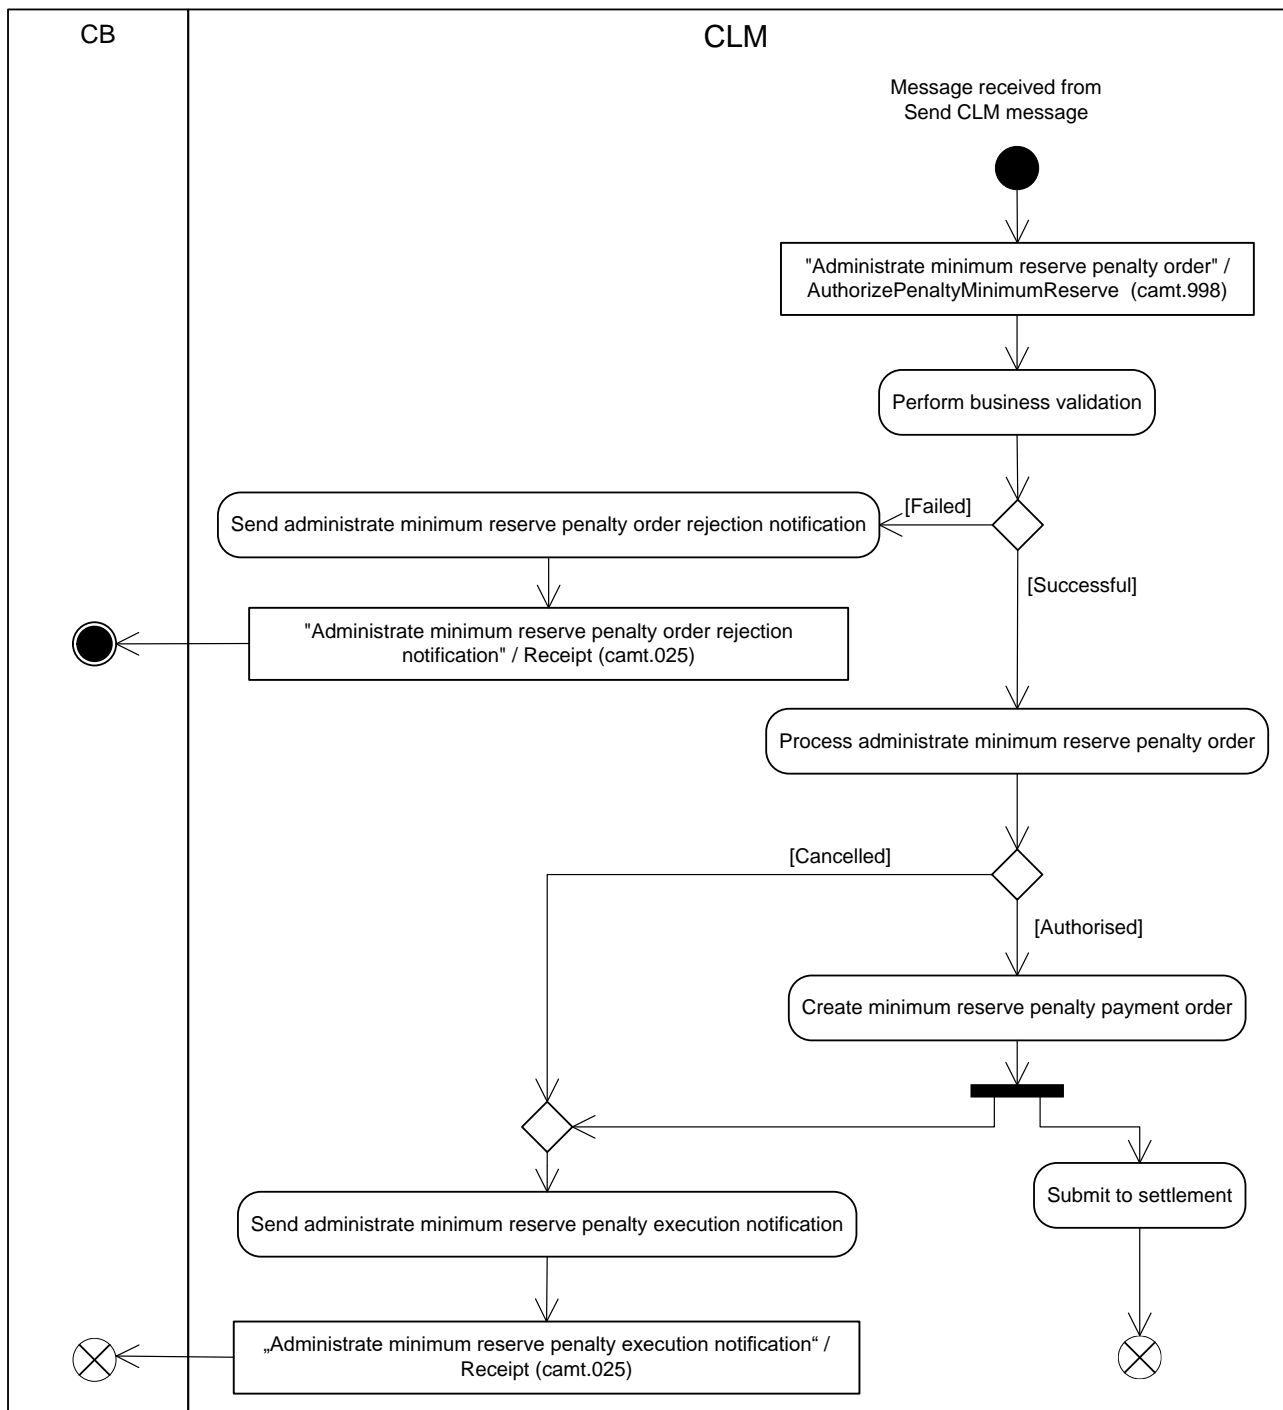 CB
CLM
Message received from
Send CLM message
"Administrate minimum reserve penalty order" /
AuthorizePenaltyMinimumReserve (camt.998)
Perform business validation
[Failed]
Send administrate minimum reserve penalty order rejection notification
[Successful]
"Administrate minimum reserve penalty order rejection
notification" / Receipt (camt.025)
Process administrate minimum reserve penalty order
[Cancelled]
[Authorised]
Create minimum reserve penalty payment order
Submit to settlement
Send administrate minimum reserve penalty execution notification
„Administrate minimum reserve penalty execution notification“ /
Receipt (camt.025)